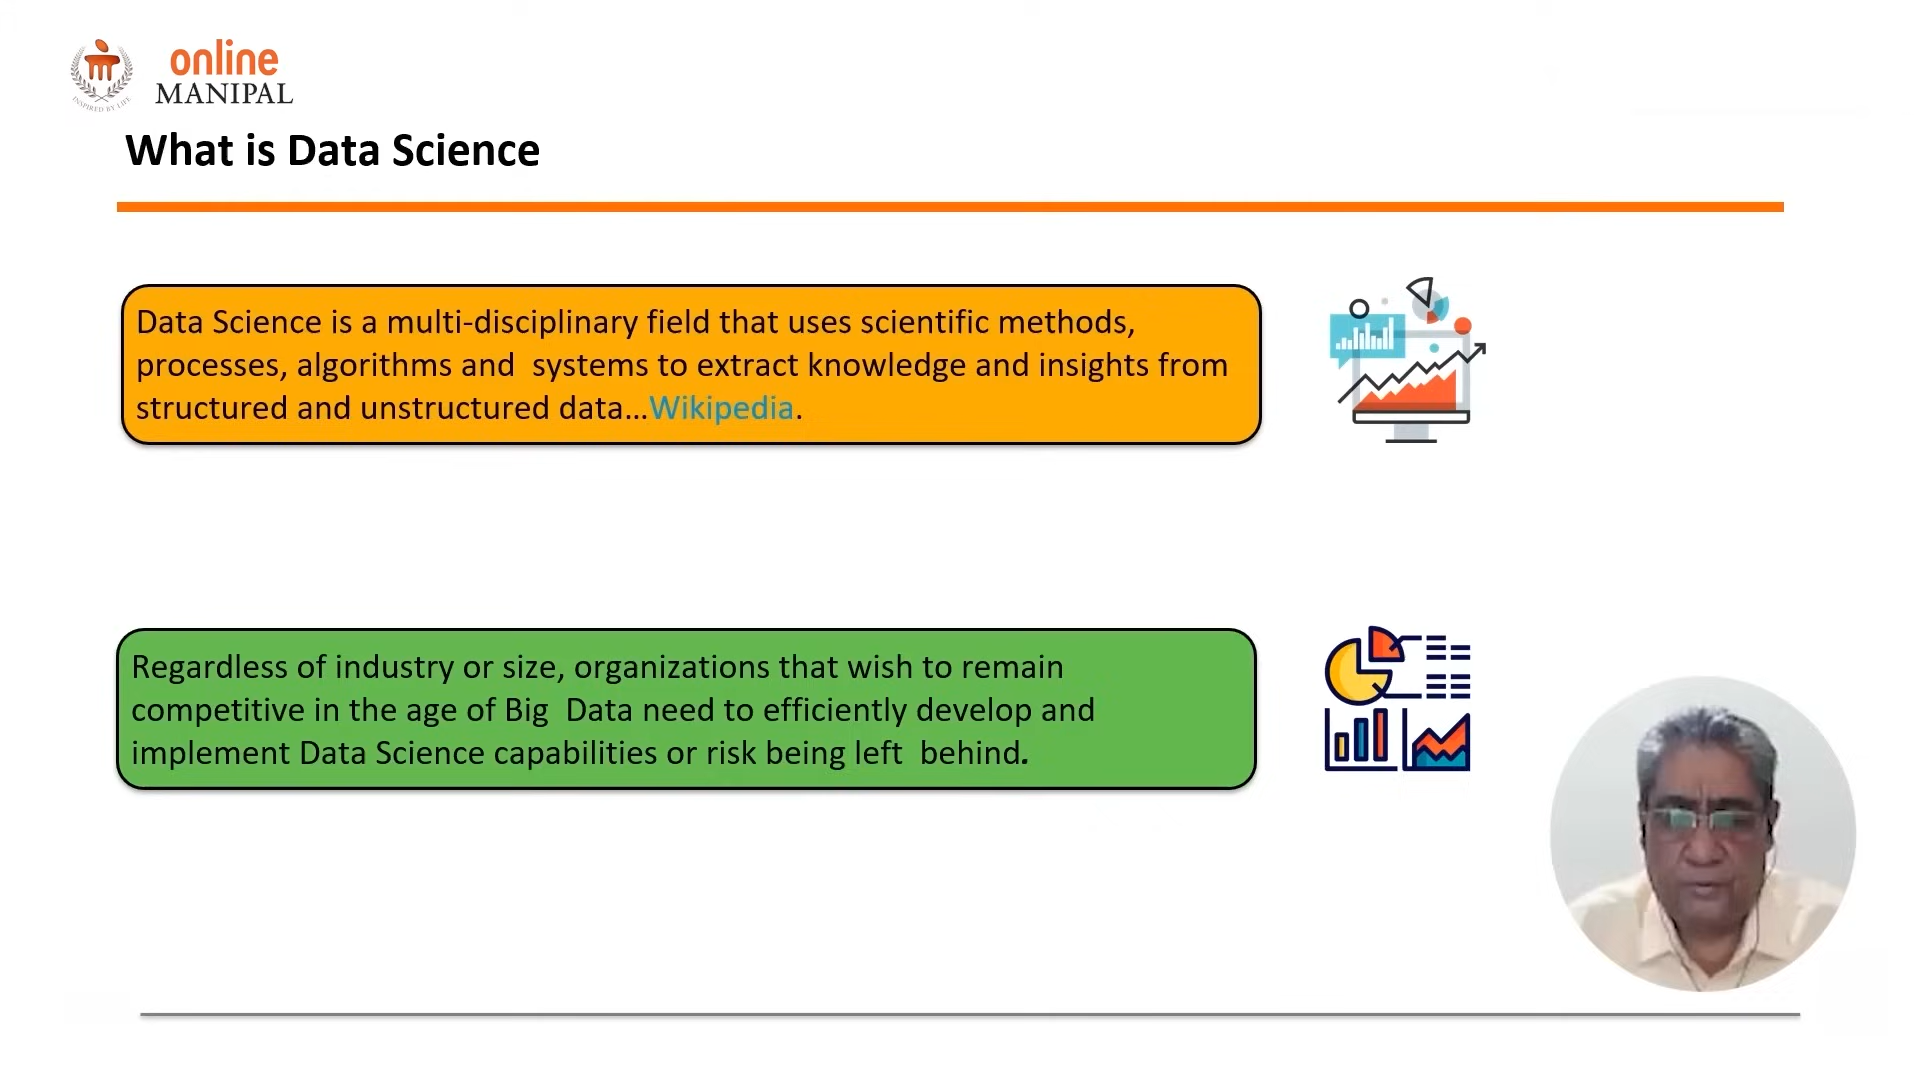 online
MANIPAL
INSPIRED BY LIFE
What is Data Science
Data Science is a multi-disciplinary field that uses scientific methods,
processes, algorithms and  systems to extract knowledge and insights from
structured and unstructured data...Wikipedia.
Regardless of industry or size, organizations that wish to remain
competitive in the age of Big  Data need to efficiently develop and
implement Data Science capabilities or risk being left  behind.